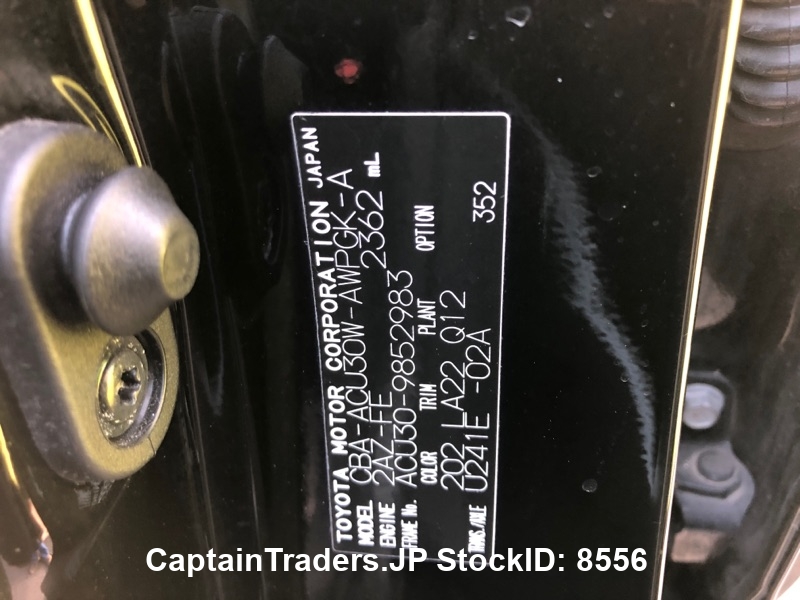 TOYOTA MOTOR CORPORATION JAPAN
MODEL CBA-ACU30W-AWPGK-A
ENGINE 2AZ-FE 2362 mL
FRAME No. ACU30-9852983
COLOR TRIM PLANT OPTION
202 LA22 Q12
TRANS./AXLE U241E -02A 352
CaptainTraders.JP StockID: 8556